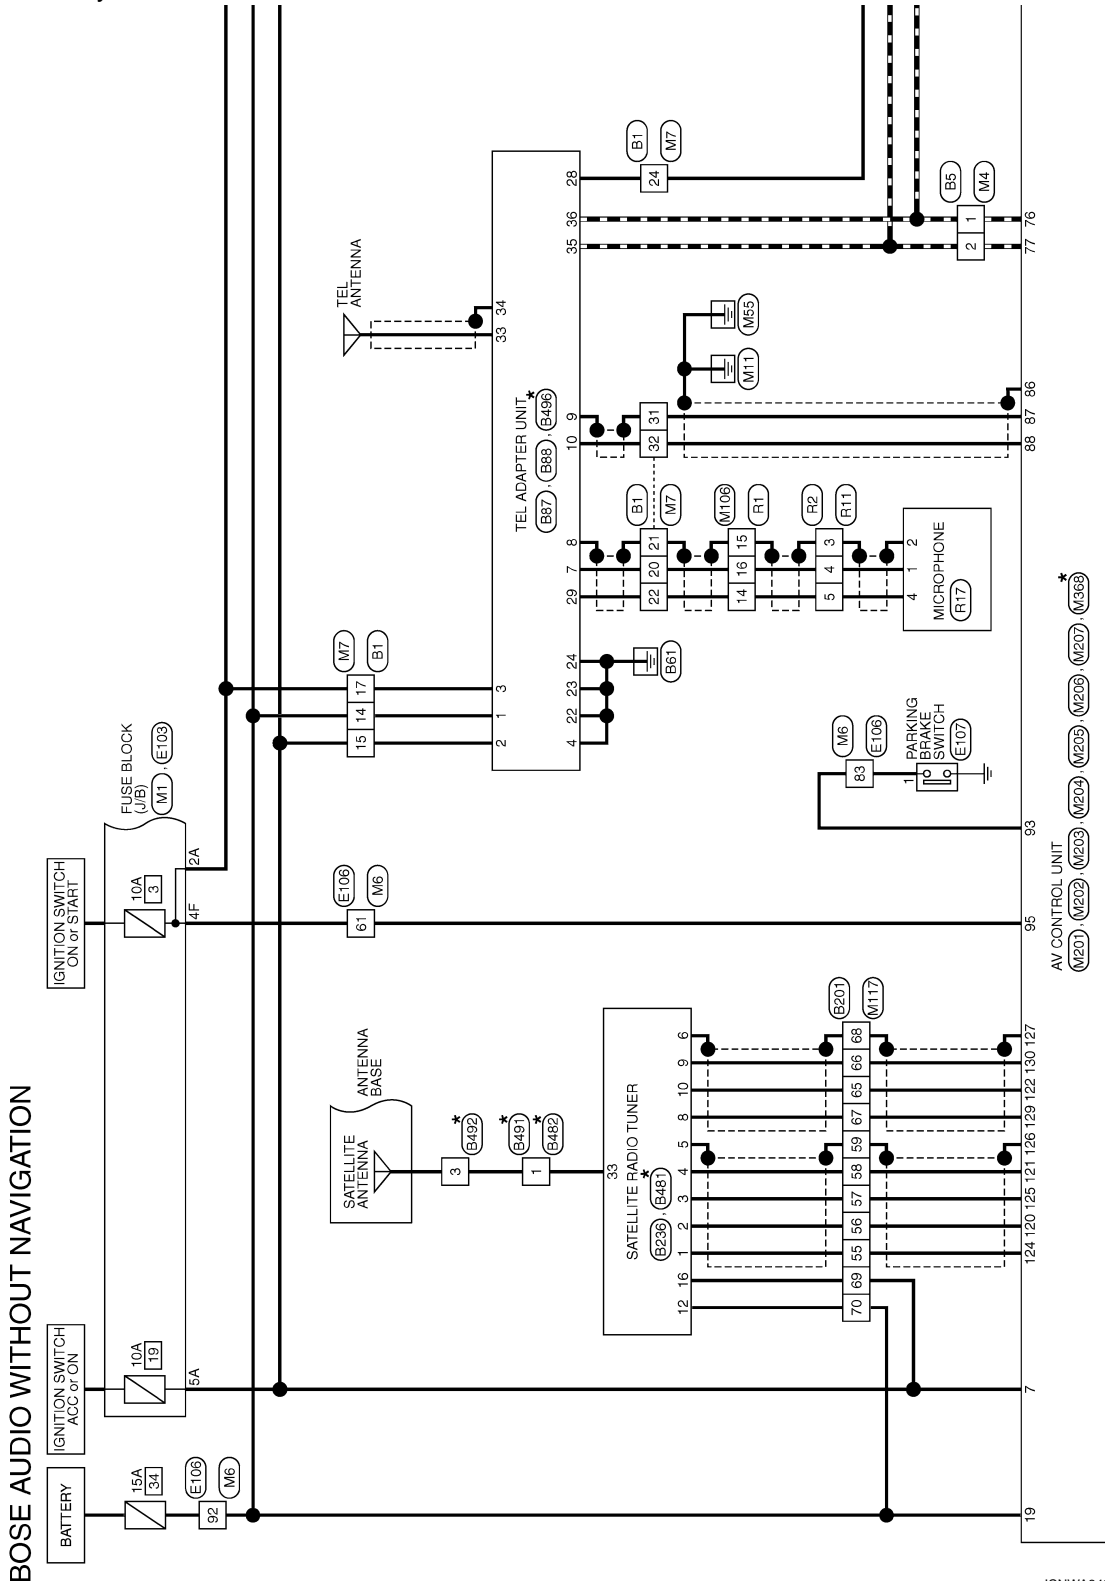 BOSE AUDIO WITHOUT NAVIGATION
BATTERY
15A
34
E106
M6
92
IGNITION SWITCH
ACC or ON
10A
19
5A
IGNITION SWITCH
ON or START
10A
3
4F
2A
FUSE BLOCK
(J/B)
M1 , E103
E106
M6
61
M7
B1
15 14 17
2 1 3
SATELLITE
ANTENNA
ANTENNA
BASE
3
* B492
1
* B491
* B482
33
SATELLITE RADIO TUNER
B236 , B481 *
12 16 1 2 3 4 5 8 10 9 6
70 69 55 56 57 58 59 67 65 66 68
B201
M117
TEL
ANTENNA
33 34
TEL ADAPTER UNIT
B87 , B88 , B496 *
4 22 23 24 29 7 8 10 9 35 36 28
B61
22 20 21
32 31
B1
M7
14 16 15
M106
R1
5 4 3
R2
R11
4 1 2
MICROPHONE
R17
M11
M55
24
B1
M7
2 1
B5
M4
83
M6
E106
1
PARKING
BRAKE
SWITCH
E107
19 7 124 120 125 121 126 129 122 130 127 95 93 88 87 86 77 76
AV CONTROL UNIT
M201 , M202 , M203 , M204 , M205 , M206 , M207 , M368 *